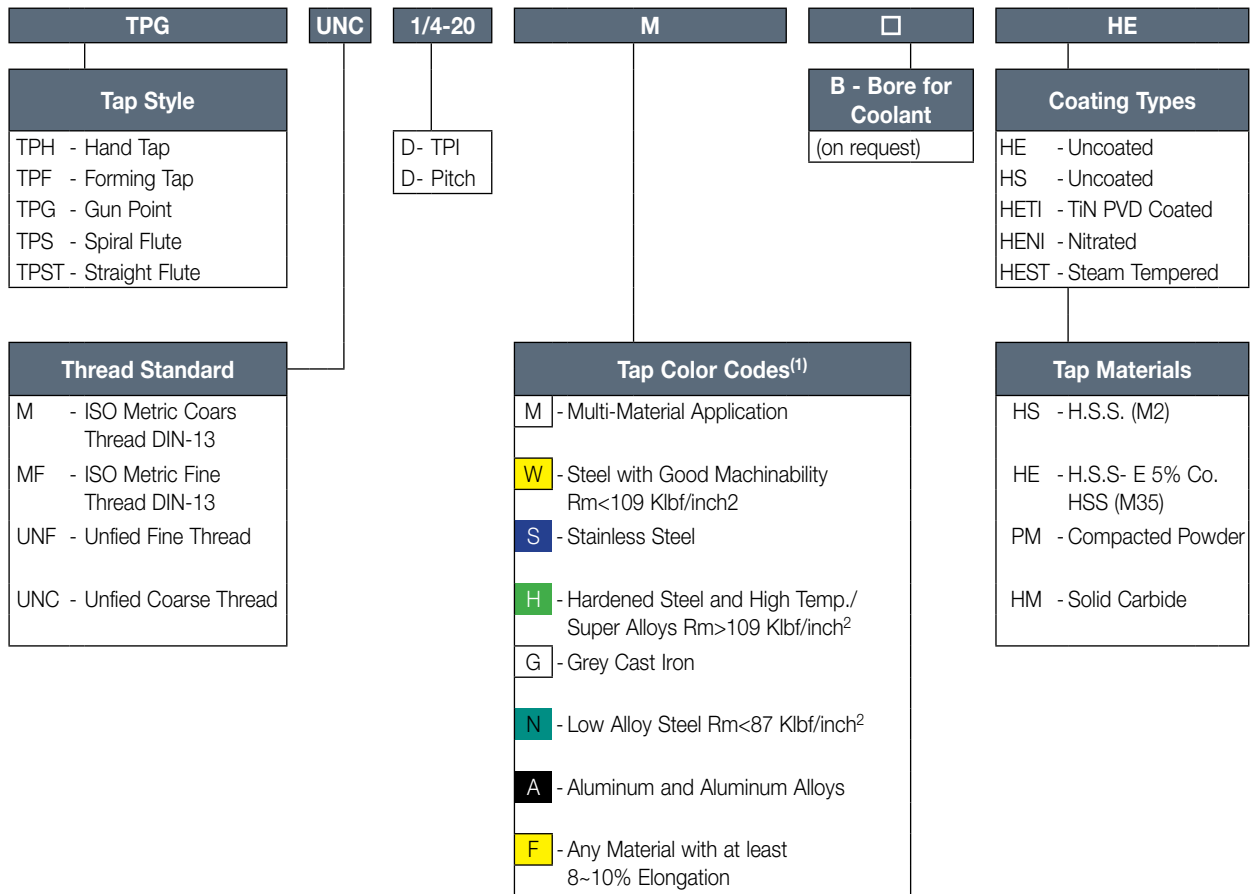 TPG UNC 1/4-20 M ☐ HE
Tap Style
TPH - Hand Tap
TPF - Forming Tap
TPG - Gun Point
TPS - Spiral Flute
TPST - Straight Flute
D- TPI
D- Pitch
B - Bore for
Coolant
(on request)
Coating Types
HE - Uncoated
HS - Uncoated
HETI - TiN PVD Coated
HENI - Nitrated
HEST - Steam Tempered
Thread Standard
M - ISO Metric Coars
Thread DIN-13
MF - ISO Metric Fine
Thread DIN-13
UNF - Unfied Fine Thread
UNC - Unfied Coarse Thread
Tap Color Codes(1)
M - Multi-Material Application
W - Steel with Good Machinability
Rm<109 Klbf/inch2
S - Stainless Steel
H - Hardened Steel and High Temp./
Super Alloys Rm>109 Klbf/inch²
G - Grey Cast Iron
N - Low Alloy Steel Rm<87 Klbf/inch²
A - Aluminum and Aluminum Alloys
F - Any Material with at least
8~10% Elongation
Tap Materials
HS - H.S.S. (M2)
HE - H.S.S- E 5% Co.
HSS (M35)
PM - Compacted Powder
HM - Solid Carbide